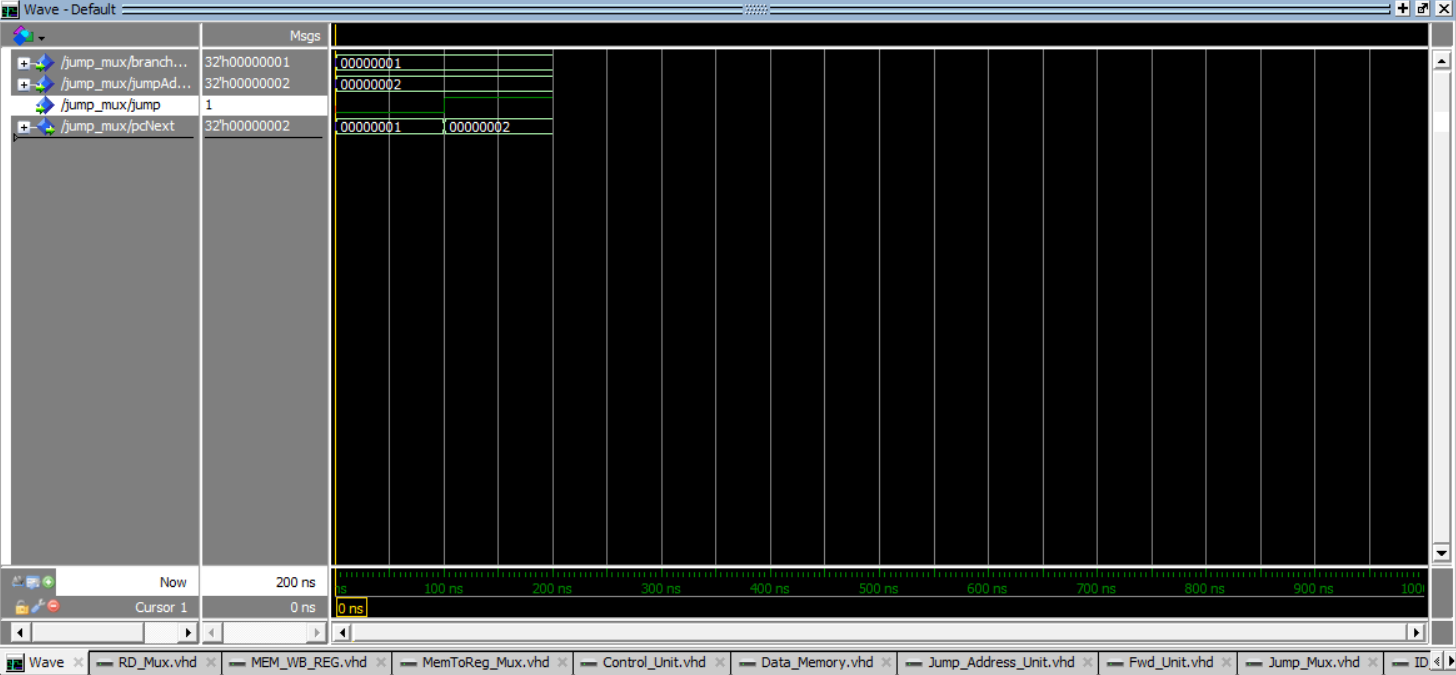 Wave - Default
Msgs
/jump_mux/branch... 32'h00000001 00000001
/jump_mux/jumpAd... 32'h00000002 00000002
/jump_mux/jump 1
/jump_mux/pcNext 32'h00000002 00000001 00000002
Now 200 ns ns 100 ns 200 ns 300 ns 400 ns 500 ns 600 ns 700 ns 800 ns 900 ns 100
Cursor 1 0 ns 0 ns
Wave RD_Mux.vhd MEM_WB_REG.vhd MemToReg_Mux.vhd Control_Unit.vhd Data_Memory.vhd Jump_Address_Unit.vhd Fwd_Unit.vhd Jump_Mux.vhd ID